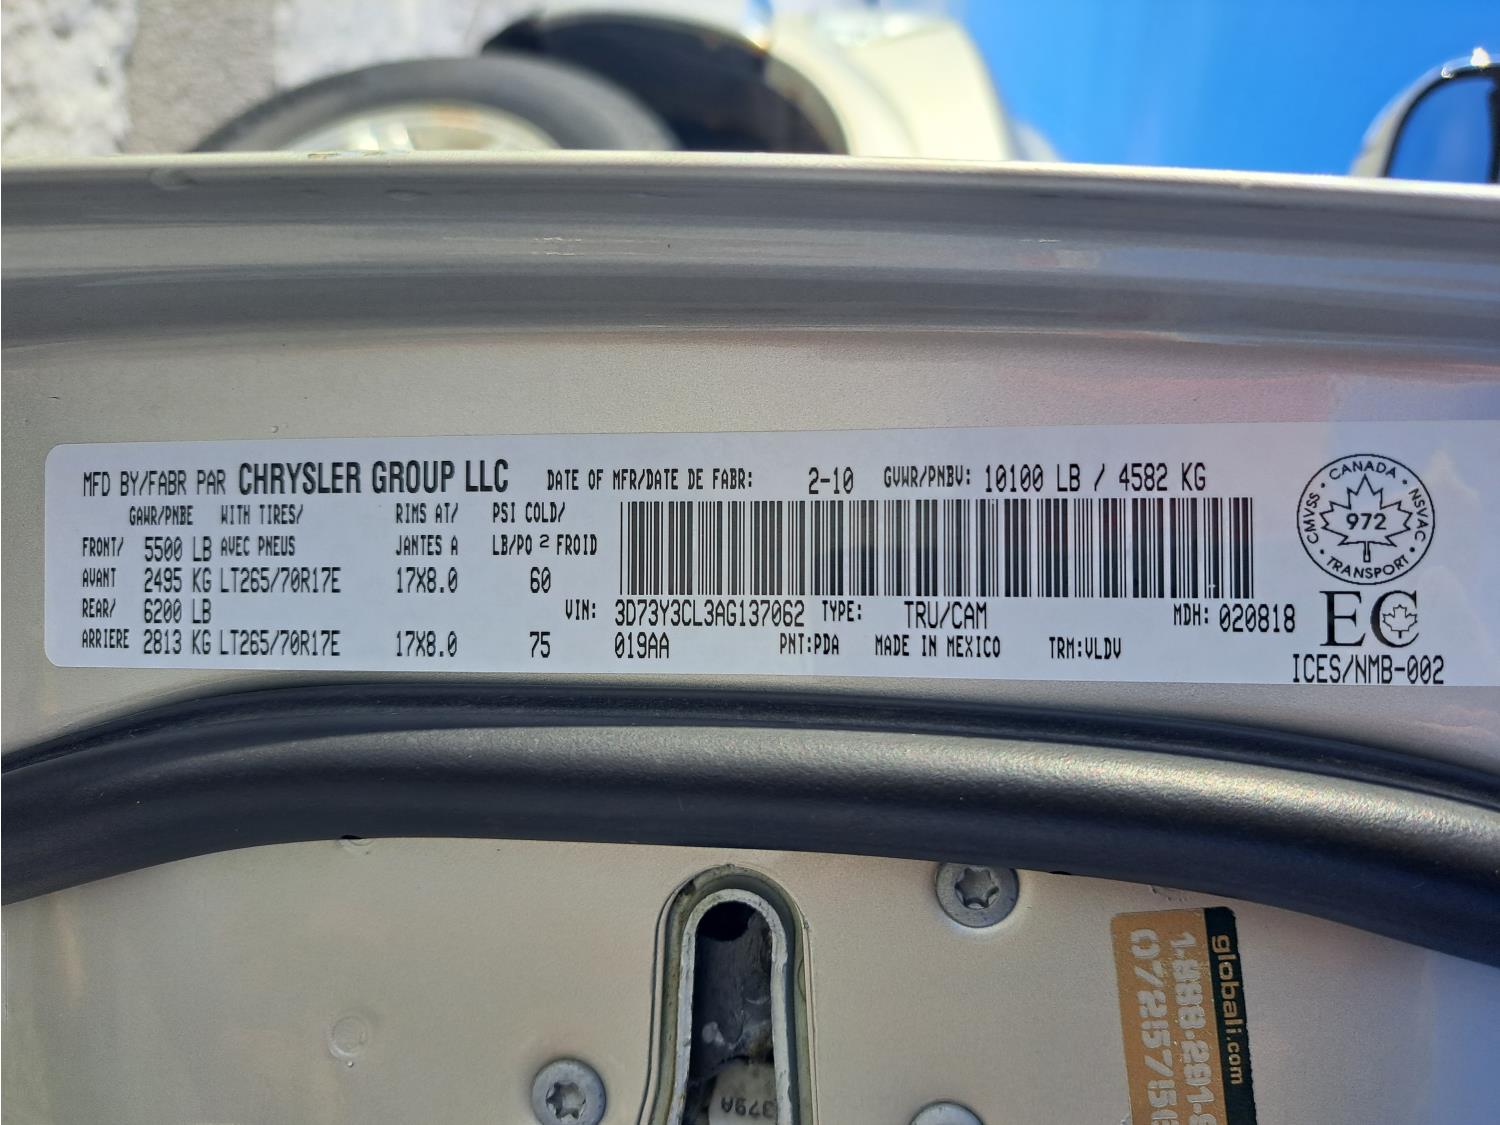 MFD BY/FABR PAR CHRYSLER GROUP LLC DATE OF MFR/DATE DE FABR: 2-10 GVWR/PNBV: 10100 LB / 4582 KG
GAWR/PNBE WITH TIRES/ RIMS AT/ PSI COLD/
FRONT/ 5500 LB AVEC PNEUS JANTES A LB/PO 2 FROID
AVANT 2495 KG LT265/70R17E 17X8.0 60
REAR/ 6200 LB VIN: 3D73Y3CL3AG137062 TYPE: TRU/CAM MDH: 020818
ARRIERE 2813 KG LT265/70R17E 17X8.0 75 019AA PNT:PDA MADE IN MEXICO TRM:VLDV
CANADA
CMVSS · NSVAC
972
TRANSPORT
EC
ICES/NMB-002
globali.com
379A